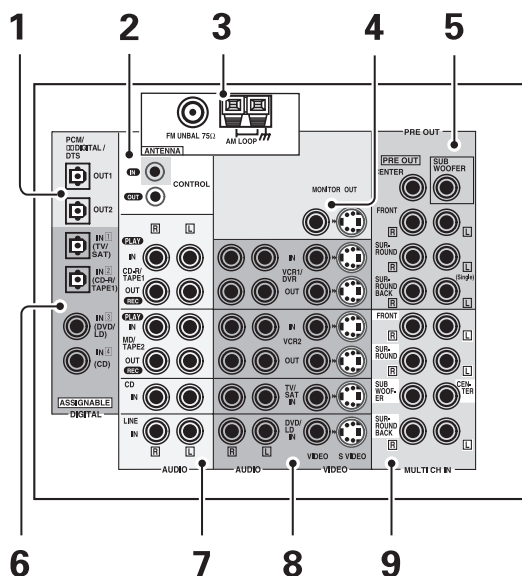 1
2
3
4
5
PCM/
DIGITAL /
DTS
OUT1
OUT2
IN 1
(TV/
SAT)
IN 2
(CD-R/
TAPE1)
IN 3
(DVD/
LD)
IN 4
(CD)
ASSIGNABLE
DIGITAL
FM UNBAL 75Ω
AM LOOP
ANTENNA
IN
CONTROL
OUT
R L
PLAY
IN
CD-R/
TAPE1
OUT
REC
PLAY
IN
MD/
TAPE2
OUT
REC
CD
IN
LINE
IN
R L
AUDIO
MONITOR OUT
IN
VCR1/
DVR
OUT
IN
VCR2
OUT
TV/
SAT
IN
DVD/
LD
IN
R L
AUDIO
VIDEO S VIDEO
VIDEO
PRE OUT
PRE OUT
CENTER
SUB
WOOFER
FRONT
R L
SUR-
ROUND
R L
SUR-
ROUND
BACK
(Single)
R L
FRONT
R L
SUR-
ROUND
R L
SUB
WOOF-
ER
CEN-
TER
SUR-
ROUND
BACK
R L
MULTI CH IN
6
7
8
9